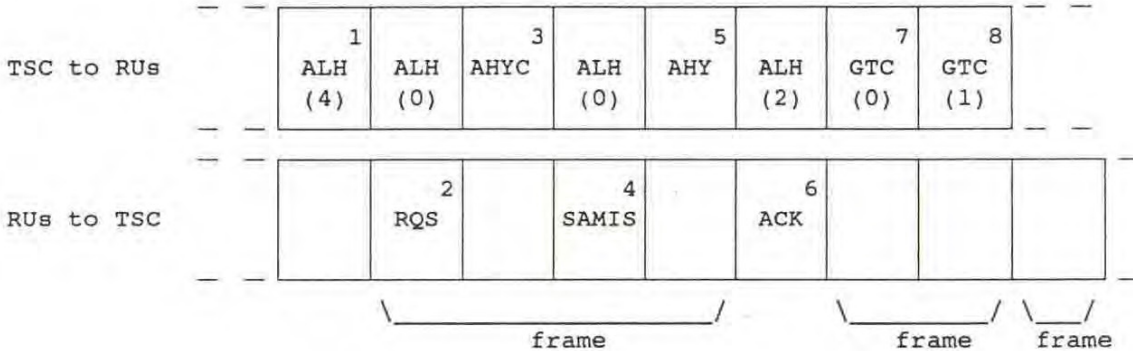 1 3 5 7 8
TSC to RUs ALH ALH AHYC ALH AHY ALH GTC GTC
(4) (0) (0) (2) (0) (1)
2 4 6
RUs to TSC RQS SAMIS ACK
frame frame frame